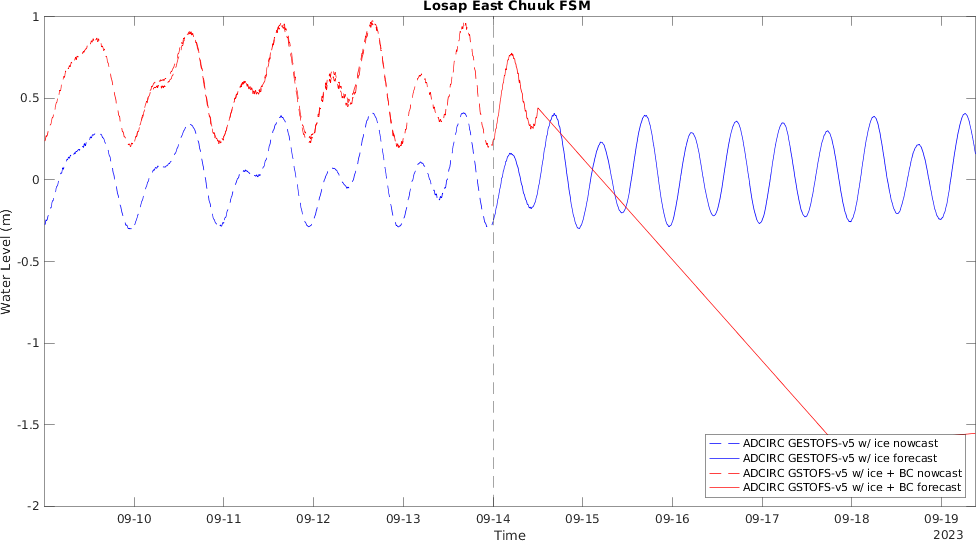 Losap East Chuuk FSM
Water Level (m)
1
0.5
0
-0.5
-1
-1.5
-2
ADCIRC GESTOFS-v5 w/ ice nowcast
ADCIRC GESTOFS-v5 w/ ice forecast
ADCIRC GSTOFS-v5 w/ ice + BC nowcast
ADCIRC GSTOFS-v5 w/ ice + BC forecast
09-10 09-11 09-12 09-13 09-14 09-15 09-16 09-17 09-18 09-19
Time
2023